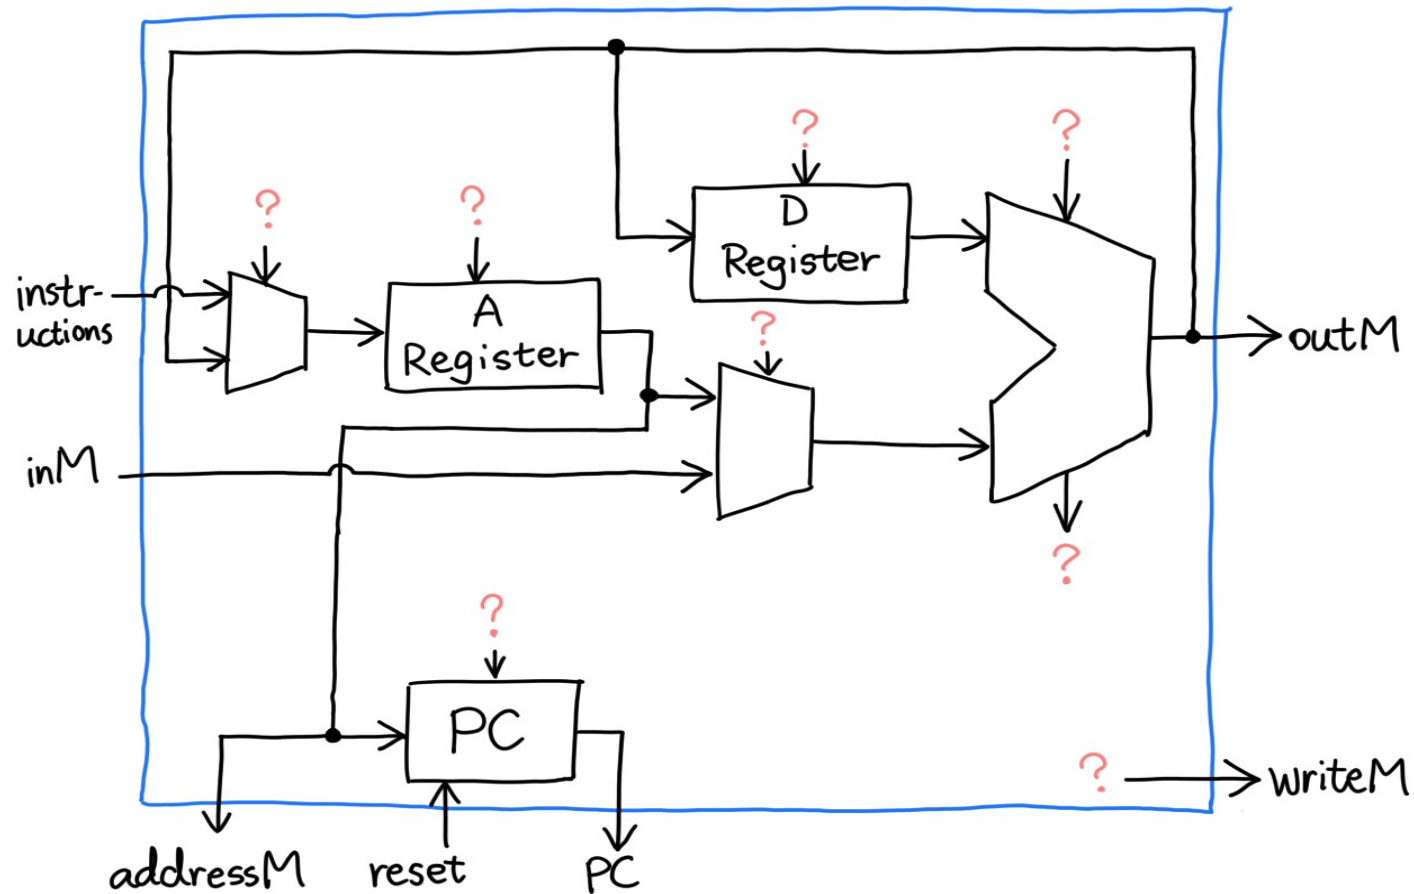 ?
?
?
?
D
Register
instr-
uctions
A
Register
?
outM
inM
?
?
PC
?
writeM
addressM
reset
PC